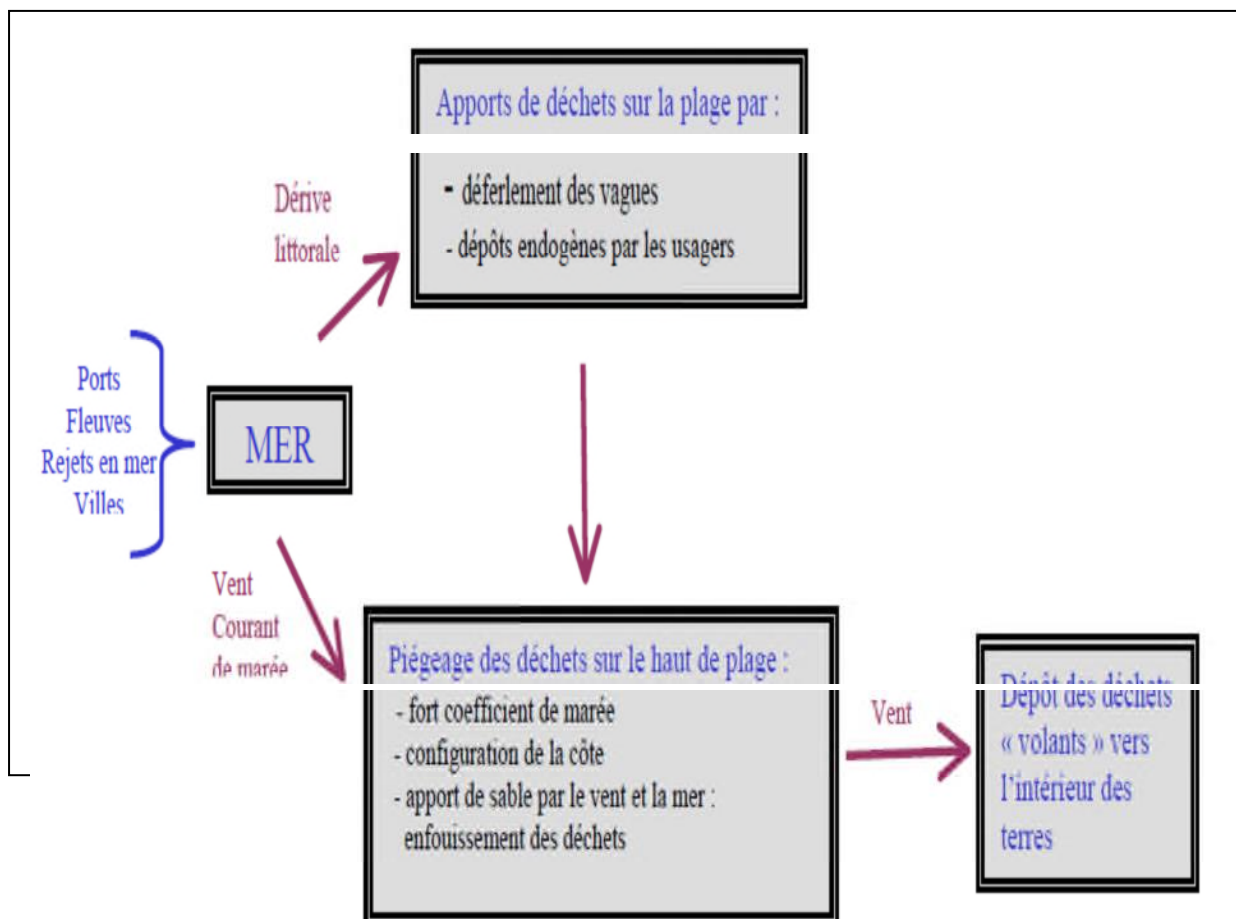 Apports de déchets sur la plage par :
- déferlement des vagues
- dépôts endogènes par les usagers
Dérive
littorale
Ports
Fleuves
Rejets en mer
Villes
MER
Vent
Courant
de marée
Piégeage des déchets sur le haut de plage :
- fort coefficient de marée
- configuration de la côte
- apport de sable par le vent et la mer :
enfouissement des déchets
Vent
Dépôt des déchets
« volants » vers
l'intérieur des
terres